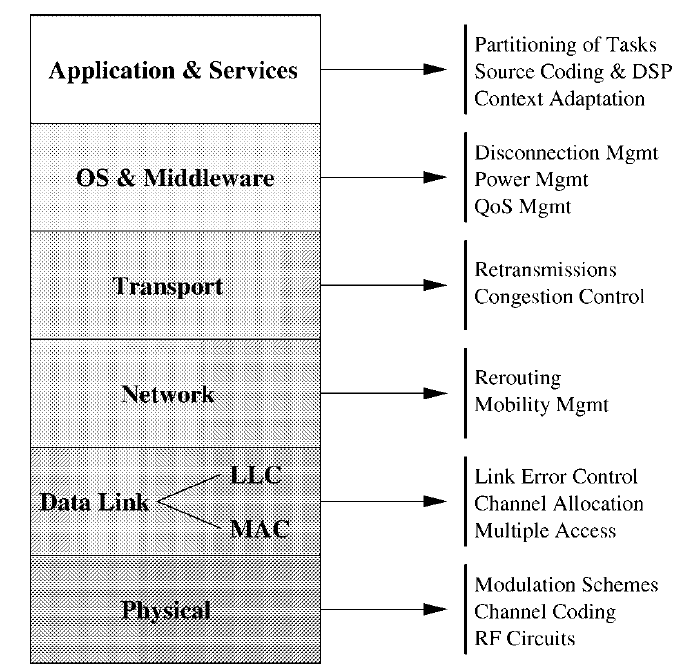 Application & Services
Partitioning of Tasks
Source Coding & DSP
Context Adaptation
OS & Middleware
Disconnection Mgmt
Power Mgmt
QoS Mgmt
Transport
Retransmissions
Congestion Control
Network
Rerouting
Mobility Mgmt
Data Link
LLC
MAC
Link Error Control
Channel Allocation
Multiple Access
Physical
Modulation Schemes
Channel Coding
RF Circuits